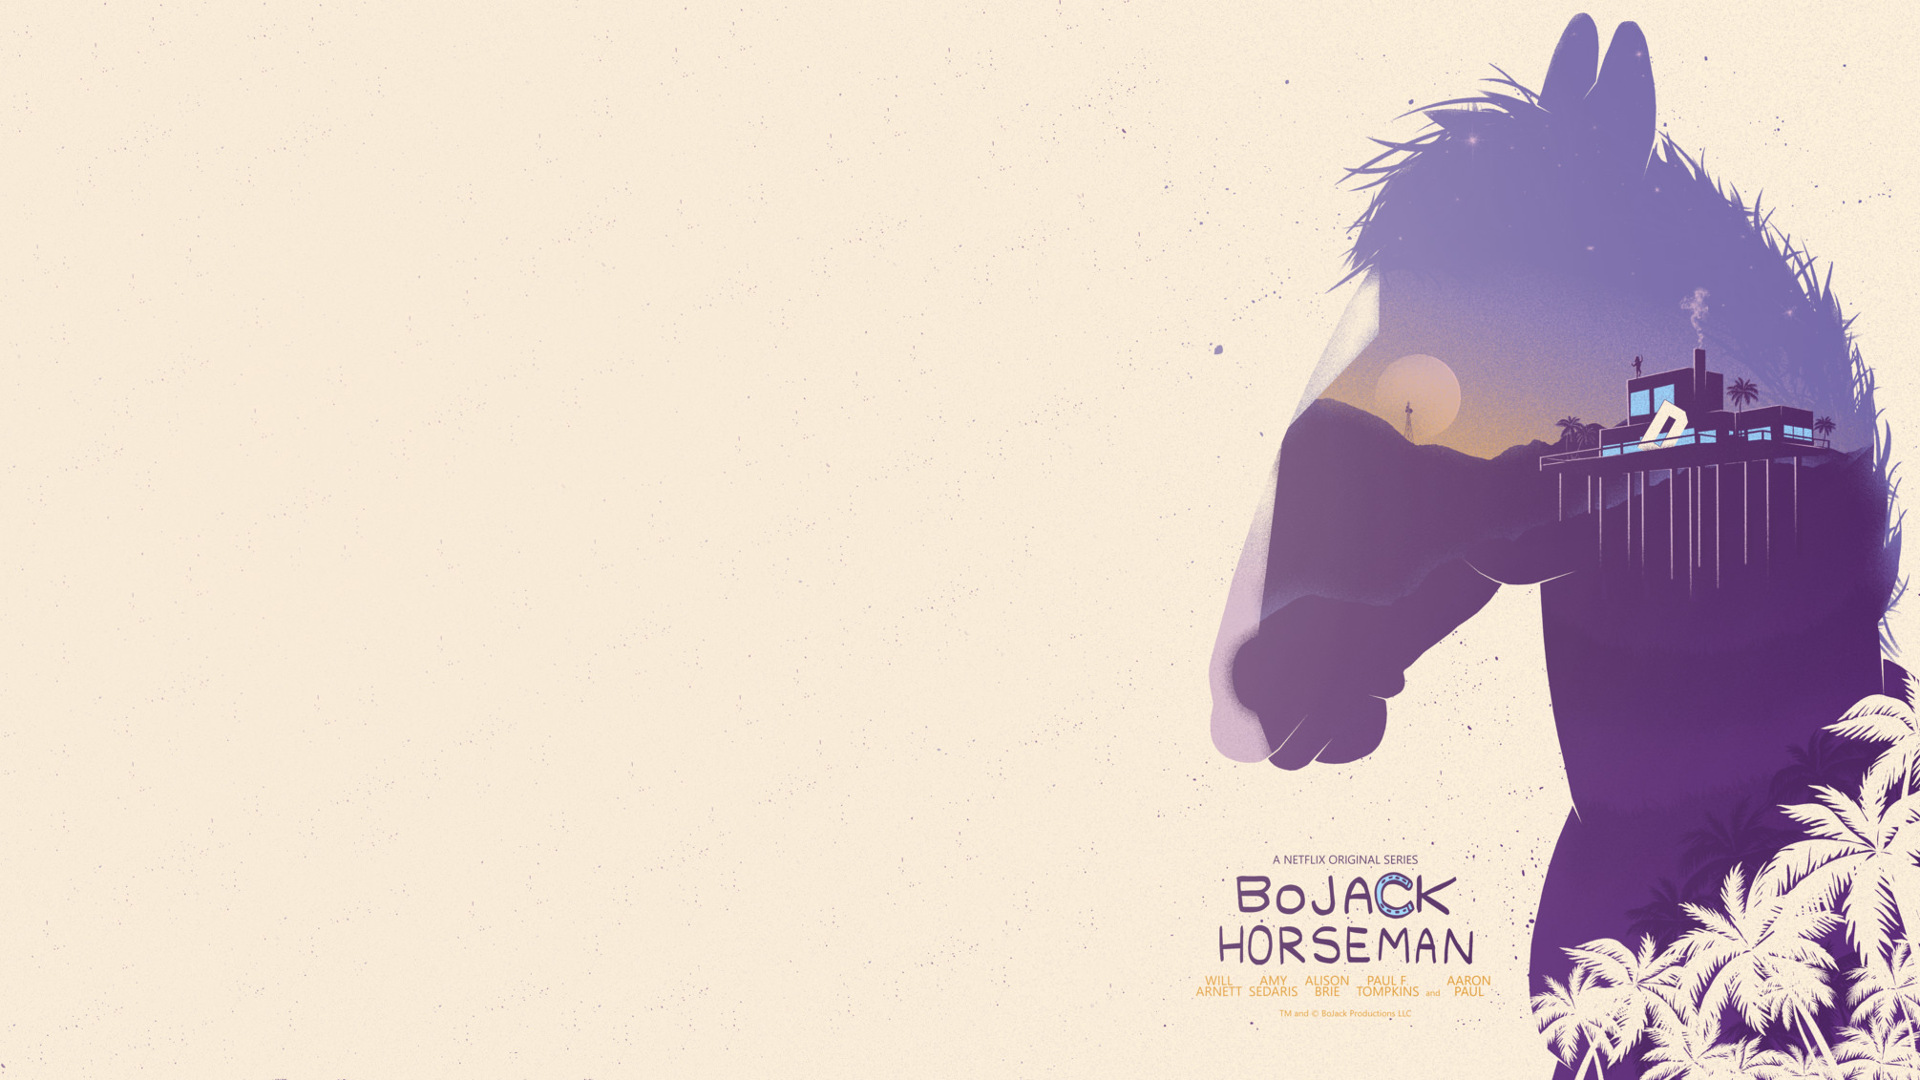 D
A NETFLIX ORIGINAL SERIES
BoJACK
HORSEMAN
WILL ARNETT AMY SEDARIS ALISON BRIE PAUL F. TOMPKINS and AARON PAUL
TM and © BoJack Productions LLC